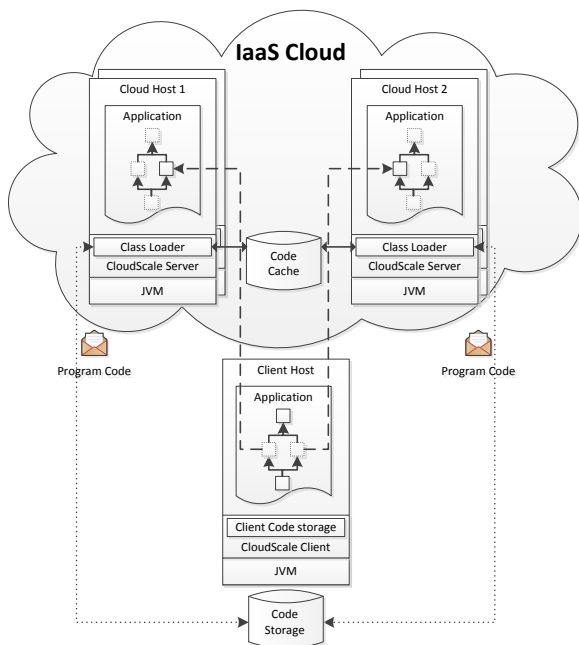 IaaS Cloud
Cloud Host 1
Application
Class Loader
CloudScale Server
JVM
Code
Cache
Cloud Host 2
Application
Class Loader
CloudScale Server
JVM
Program Code
Program Code
Client Host
Application
Client Code storage
CloudScale Client
JVM
Code
Storage